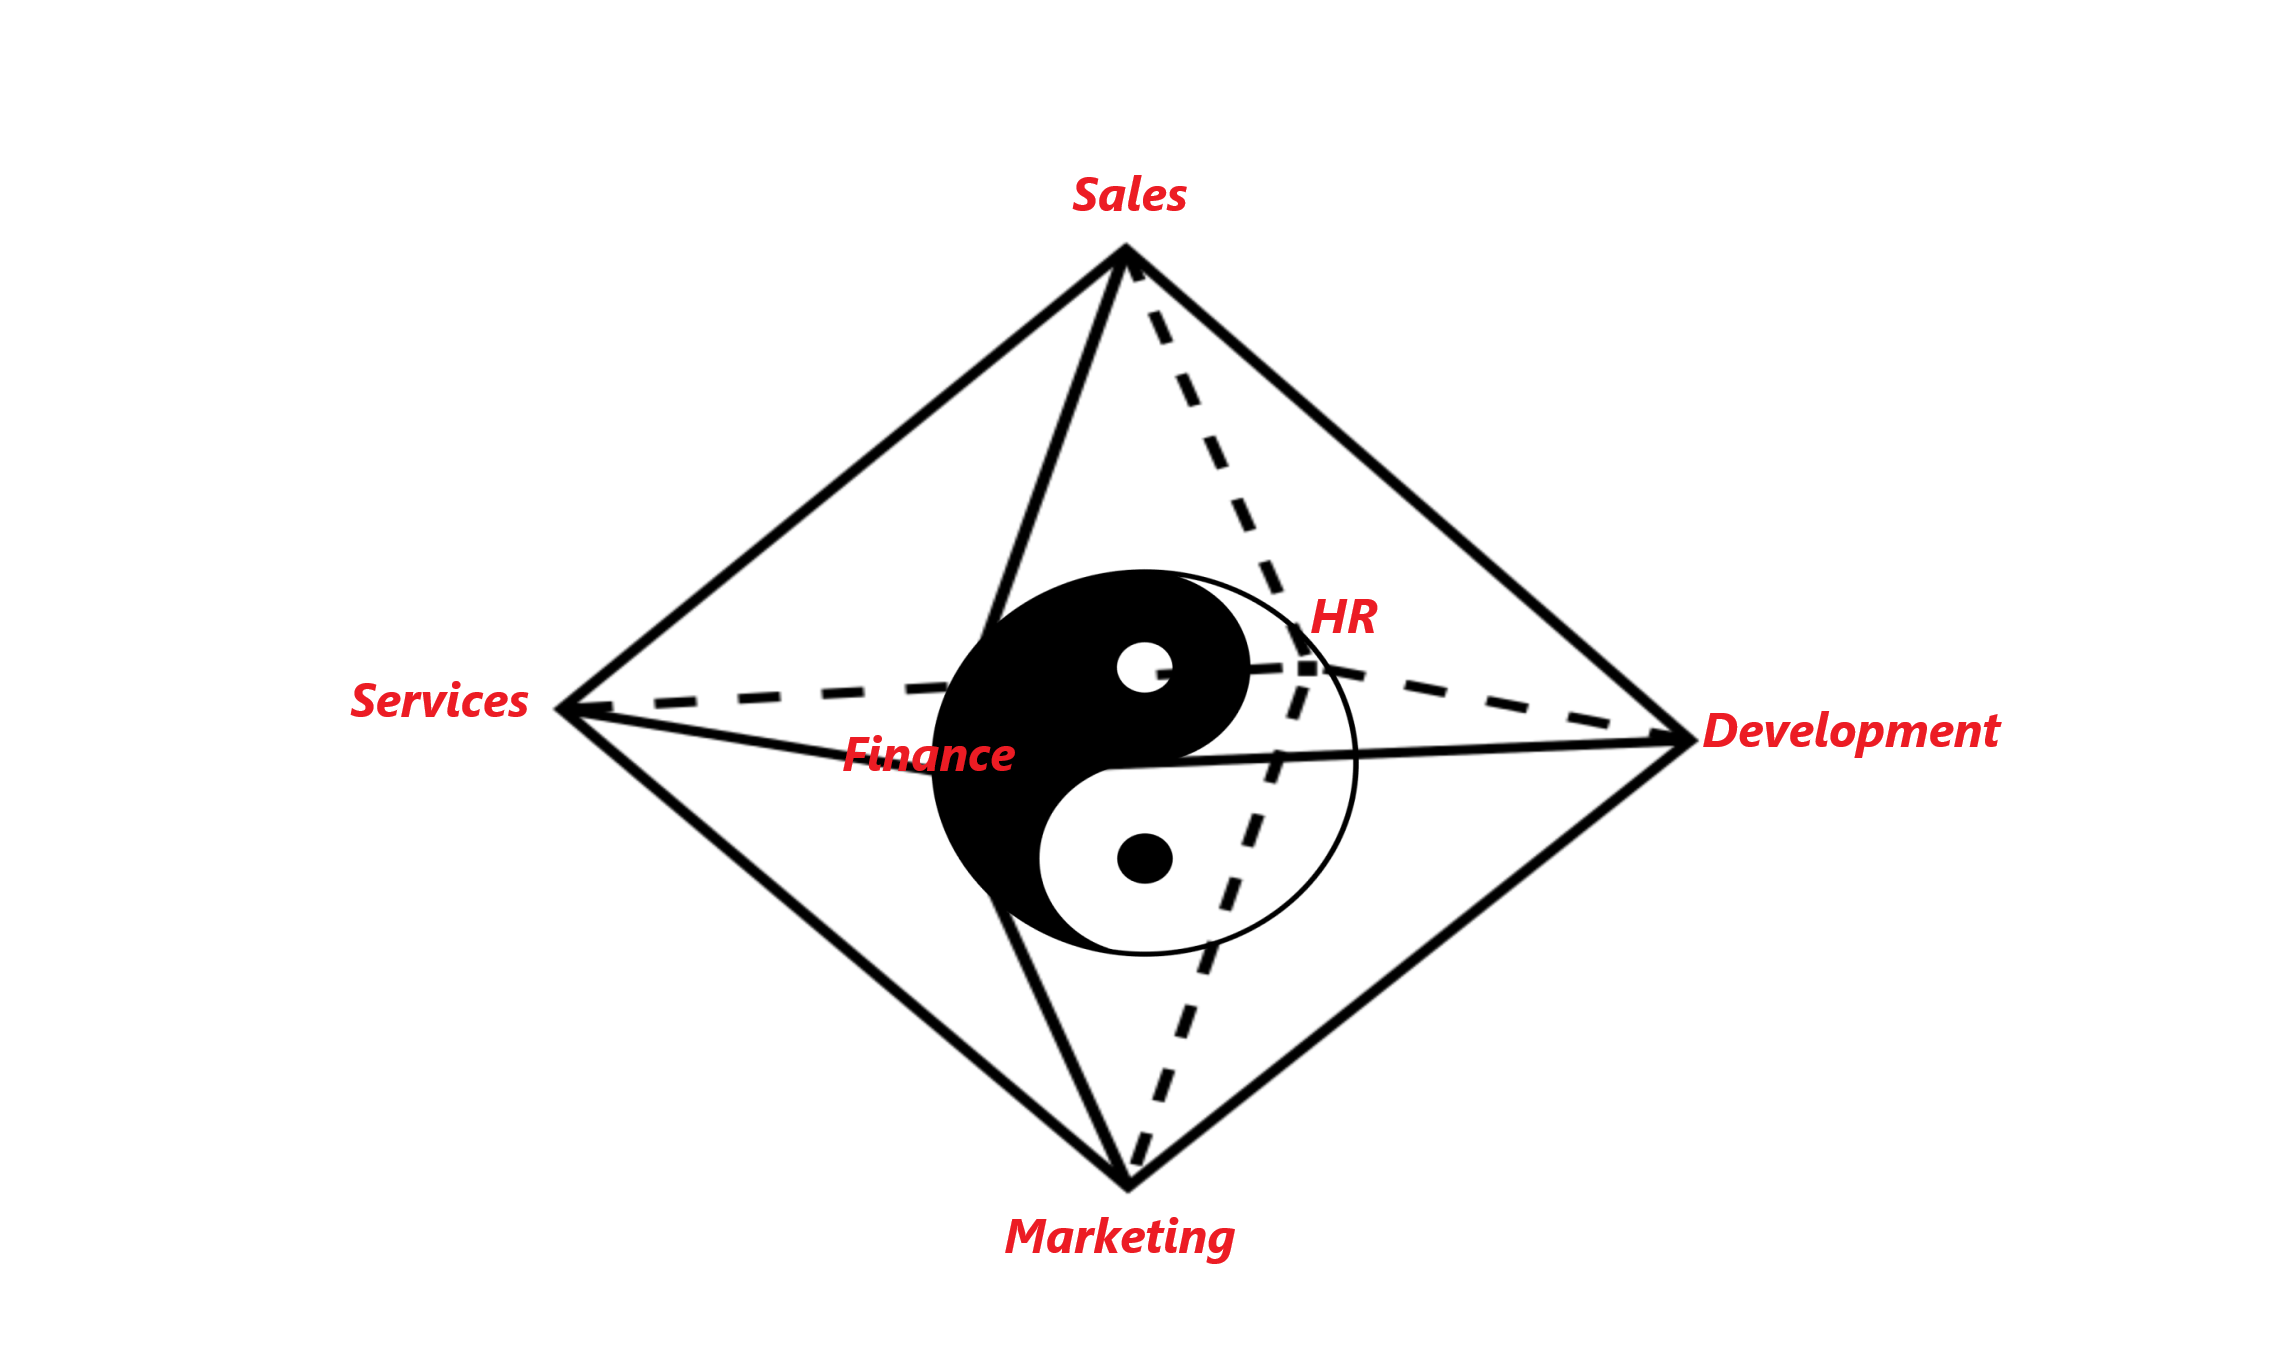 Sales
HR
Services
Development
Finance
Marketing